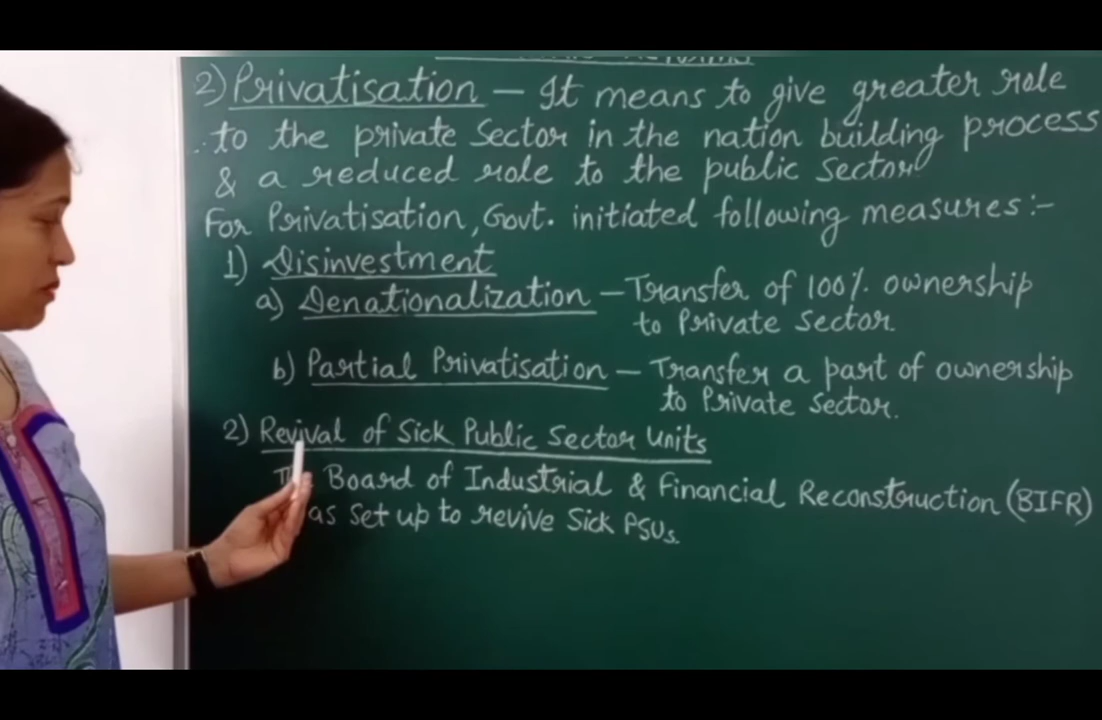 2) Privatisation — It means to give greater role
to the private Sector in the nation building process
& a reduced role to the public Sector
For Privatisation, Govt. initiated following measures:-
1) Disinvestment
a) Denationalization — Transfer of 100% ownership
to Private Sector.
b) Partial Privatisation — Transfer a part of ownership
to Private Sector.
2) Revival of Sick Public Sector Units
Board of Industrial & Financial Reconstruction (BIFR)
as Set up to revive Sick PSUs.